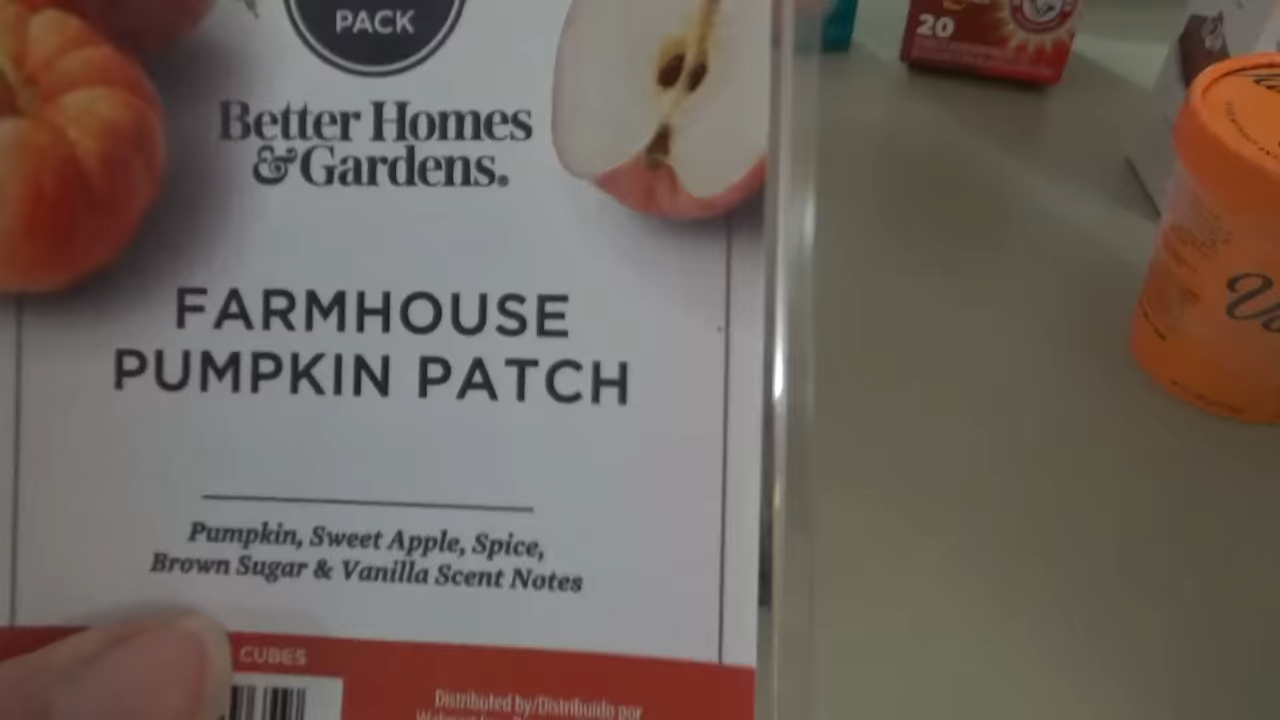 PACK
Better Homes
& Gardens.
FARMHOUSE
PUMPKIN PATCH
Pumpkin, Sweet Apple, Spice,
Brown Sugar & Vanilla Scent Notes
CUBES
Distributed by/Distribuido por
20